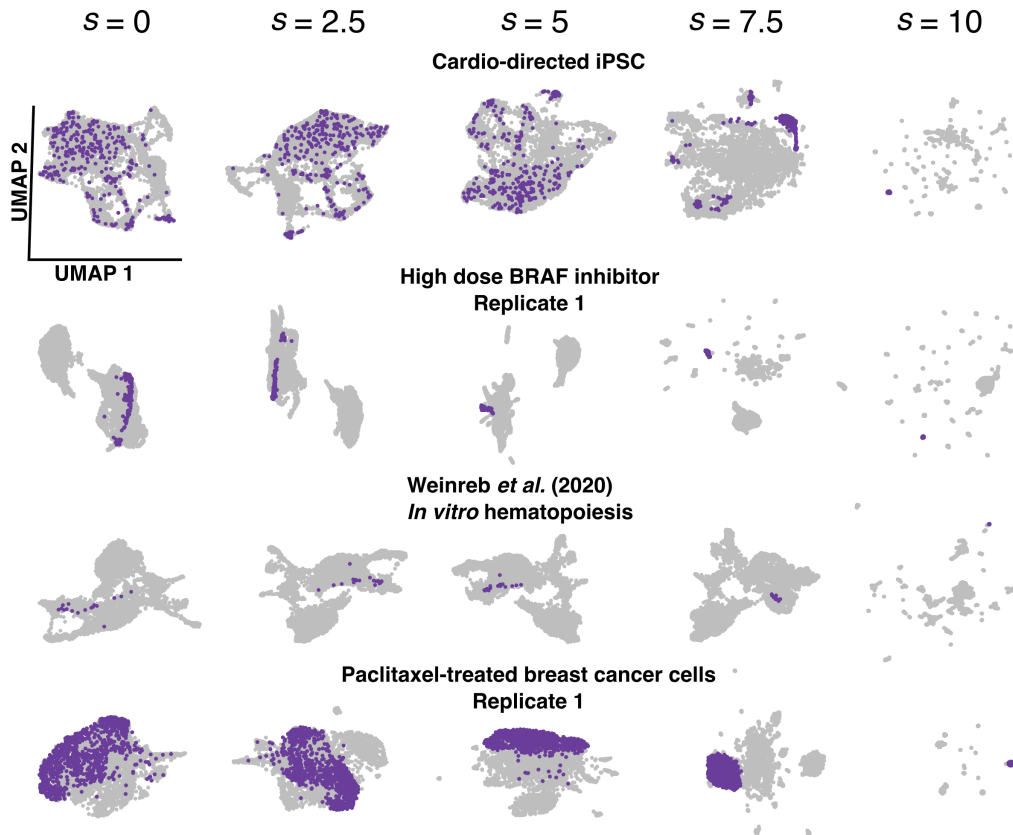 s = 0 s = 2.5 s = 5 s = 7.5 s = 10
Cardio-directed iPSC
UMAP 2
UMAP 1
High dose BRAF inhibitor
Replicate 1
Weinreb et al. (2020)
In vitro hematopoiesis
Paclitaxel-treated breast cancer cells
Replicate 1